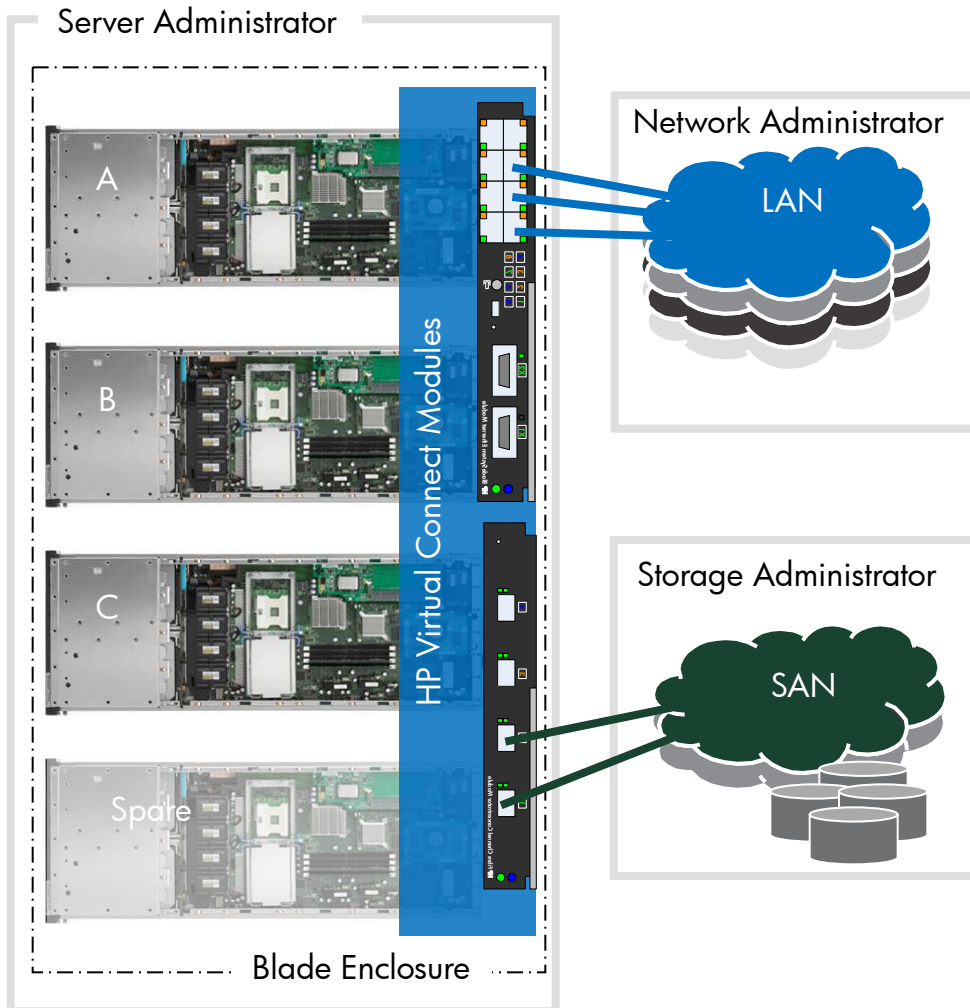 Server Administrator
A
B
C
Spare
HP Virtual Connect Modules
Blade Enclosure
Network Administrator
LAN
Storage Administrator
SAN